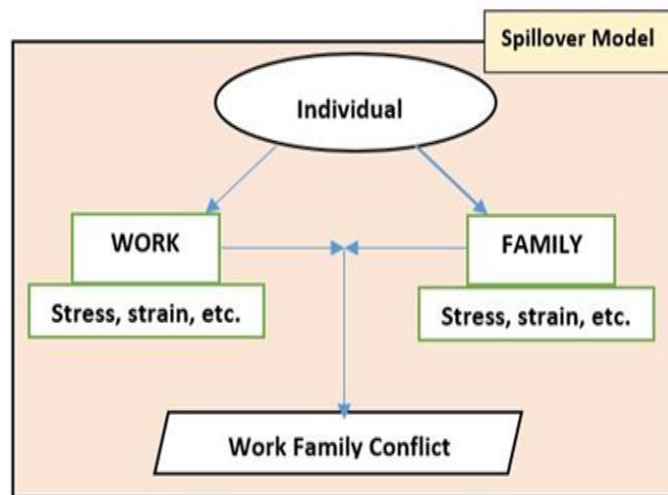 Spillover Model
Individual
WORK
FAMILY
Stress, strain, etc.
Stress, strain, etc.
Work Family Conflict